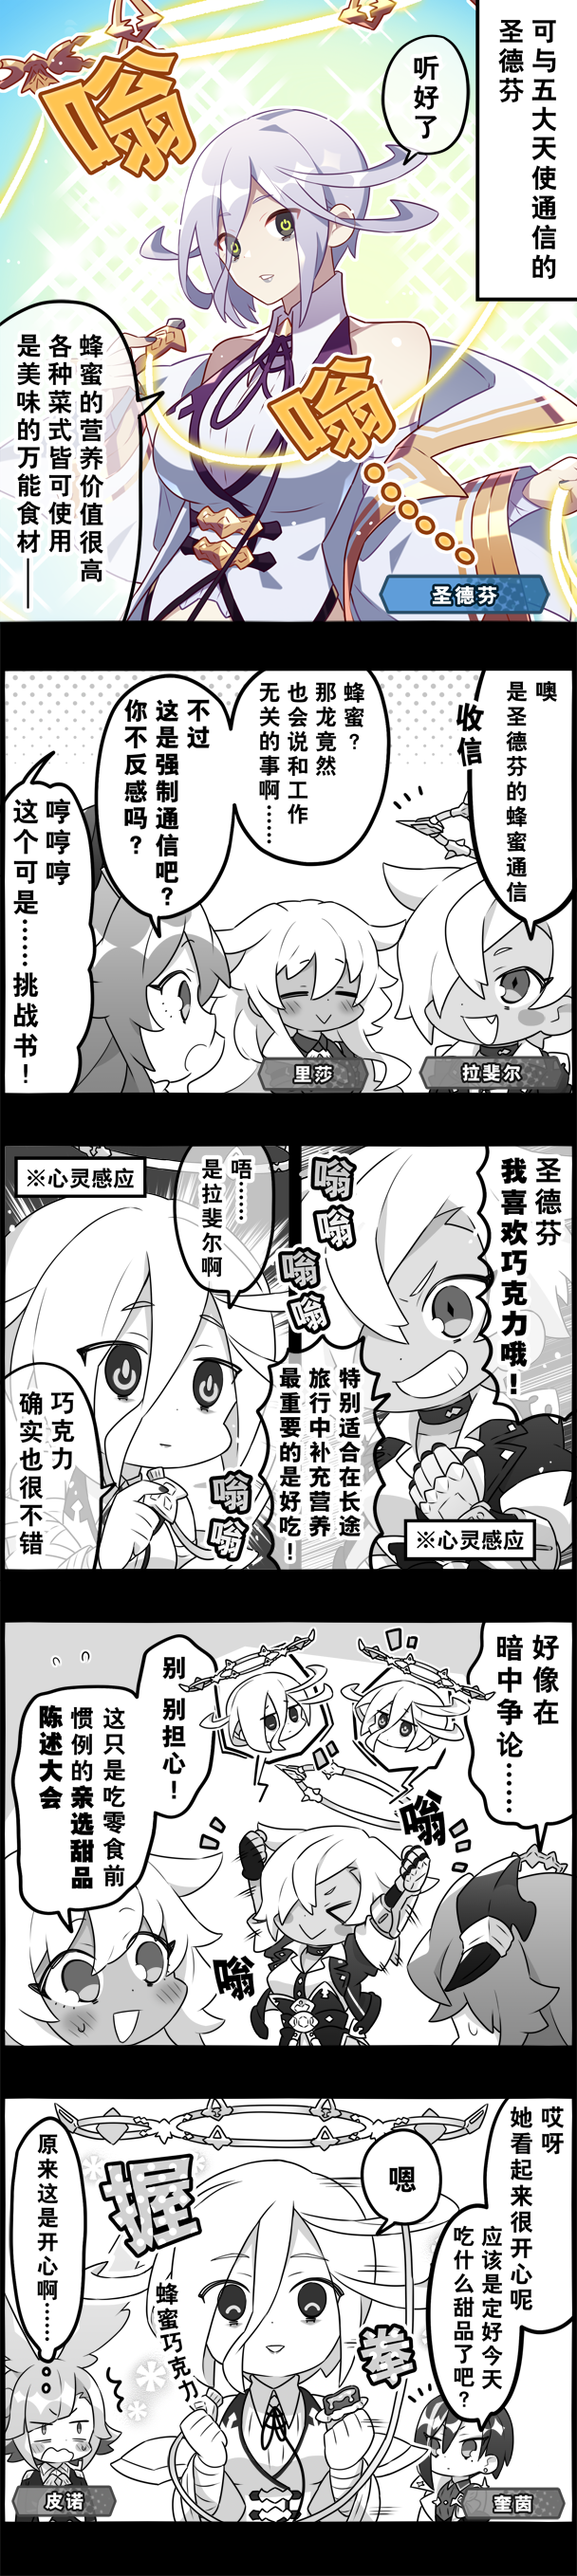 可与五大天使通信的
圣德芬
听好了
嗡
蜂蜜的营养价值很高
各种菜式皆可使用
是美味的万能食材——
嗡
圣德芬
噢
是圣德芬的蜂蜜通信
收信
蜂蜜？
那龙竟然
也会说和工作
无关的事啊……
不过
这是强制通信吧？
你不反感吗？
哼哼哼
这个可是……挑战书！
里莎
拉斐尔
圣德芬
我喜欢巧克力哦！
嗡嗡
嗡嗡
特别适合在长途
旅行中补充营养
最重要的是好吃！
※心灵感应
※心灵感应
唔……
是拉斐尔啊
巧克力
确实也很不错
嗡嗡
好像在
暗中争论……
嗡
嗡
别 别担心！
这只是吃零食前
惯例的亲选甜品
陈述大会
哎呀
她看起来很开心呢
应该是定好今天
吃什么甜品了吧？
嗯
握
拳
蜂蜜巧克力
原来这是开心啊……
皮诺
奎茵